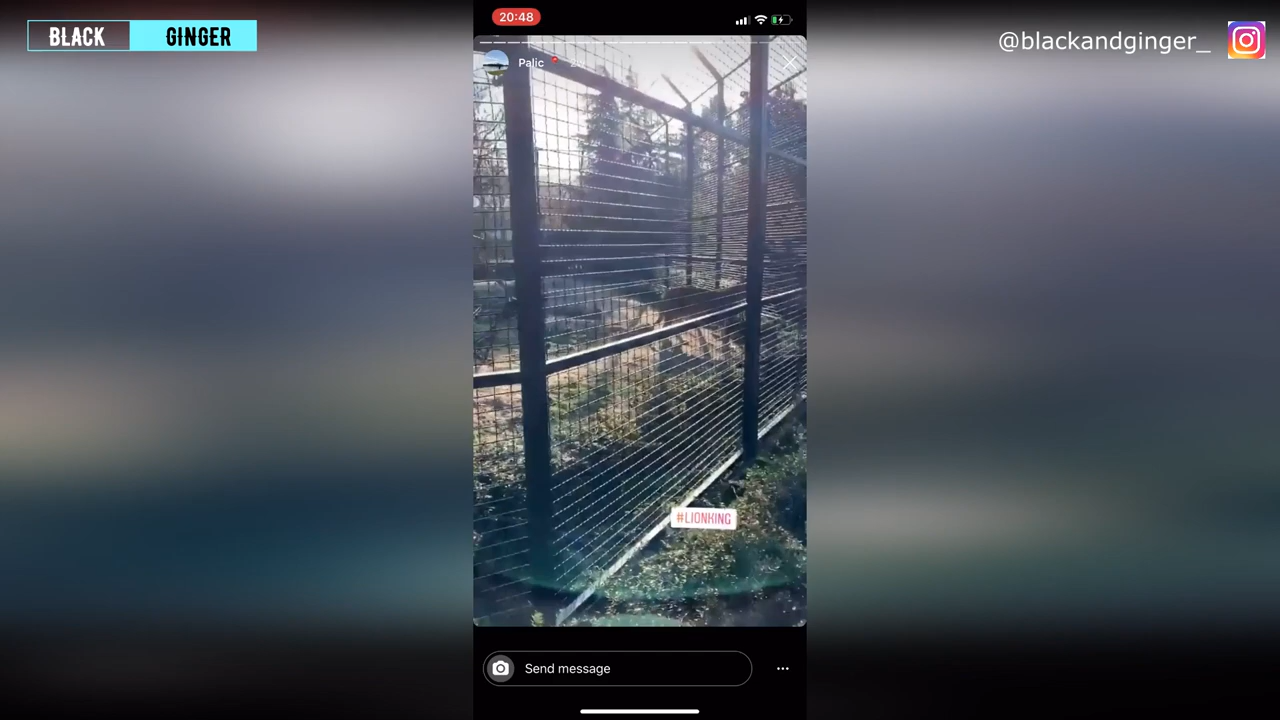 BLACK GINGER
@blackandginger_
20:48
Palic
#LIONKING
Send message